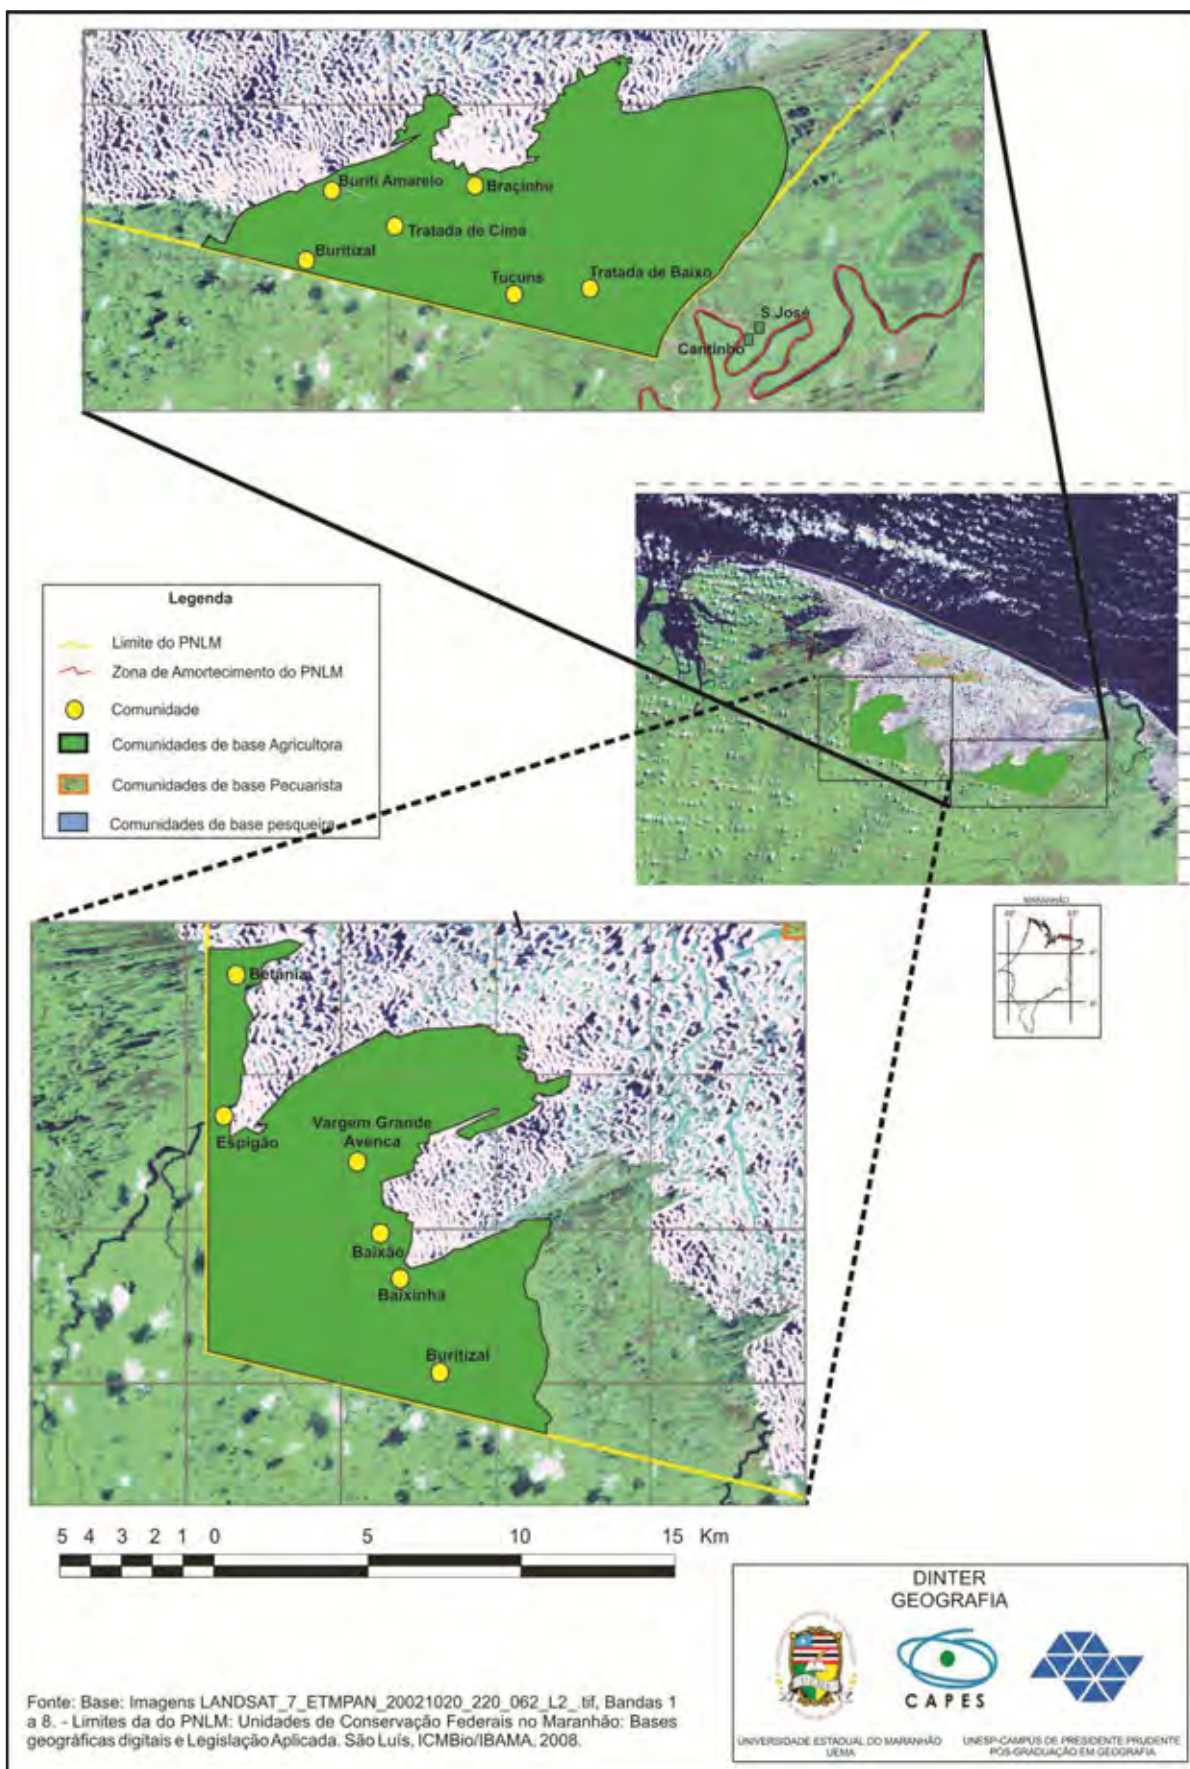 Buriti Amarelo
Braçinho
Tratada de Cima
Buritizal
Tucuns
Tratada de Baixo
S.José
Cantinho
Legenda
Limite do PNLM
Zona de Amortecimento do PNLM
Comunidade
Comunidades de base Agricultora
Comunidades de base Pecuarista
Comunidades de base pesqueira
MARANHÃO
Betânia
Espigão
Vargem Grande
Avenca
Baixão
Baixinha
Buritizal
5 4 3 2 1 0 5 10 15 Km
DINTER
GEOGRAFIA
CAPES
UNIVERSIDADE ESTADUAL DO MARANHÃO
UEMA
UNESP-CAMPUS DE PRESIDENTE PRUDENTE
PÓS-GRADUAÇÃO EM GEOGRAFIA
Fonte: Base: Imagens LANDSAT_7_ETMPAN_20021020_220_062_L2_.tif, Bandas 1
a 8. - Limites da do PNLM: Unidades de Conservação Federais no Maranhão: Bases
geográficas digitais e Legislação Aplicada. São Luís, ICMBio/IBAMA, 2008.